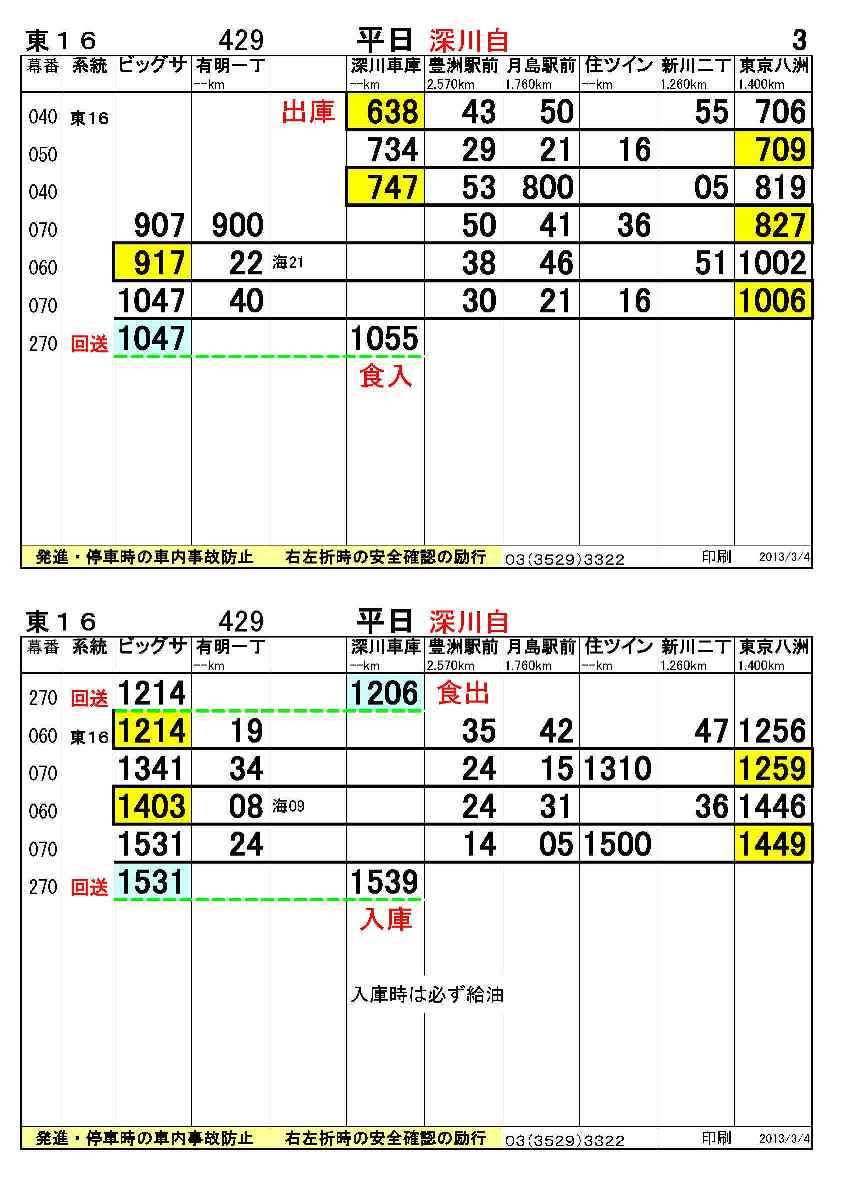 東１６ 429 平日 深川自 3
幕番 系統 ビッグサ 有明一丁 深川車庫 豊洲駅前 月島駅前 住ツイン 新川二丁 東京八洲
--km --km 2.570km 1.760km --km 1.260km 1.400km
040 東16 出庫 638 43 50 55 706
050 734 29 21 16 709
040 747 53 800 05 819
070 907 900 50 41 36 827
060 917 22 海21 38 46 51 1002
070 1047 40 30 21 16 1006
270 回送 1047 1055
食入
発進・停車時の車内事故防止 右左折時の安全確認の励行 03(3529)3322 印刷 2013/3/4
東１６ 429 平日 深川自
幕番 系統 ビッグサ 有明一丁 深川車庫 豊洲駅前 月島駅前 住ツイン 新川二丁 東京八洲
--km --km 2.570km 1.760km --km 1.260km 1.400km
270 回送 1214 1206 食出
060 東16 1214 19 35 42 47 1256
070 1341 34 24 15 1310 1259
060 1403 08 海09 24 31 36 1446
070 1531 24 14 05 1500 1449
270 回送 1531 1539
入庫
入庫時は必ず給油
発進・停車時の車内事故防止 右左折時の安全確認の励行 03(3529)3322 印刷 2013/3/4